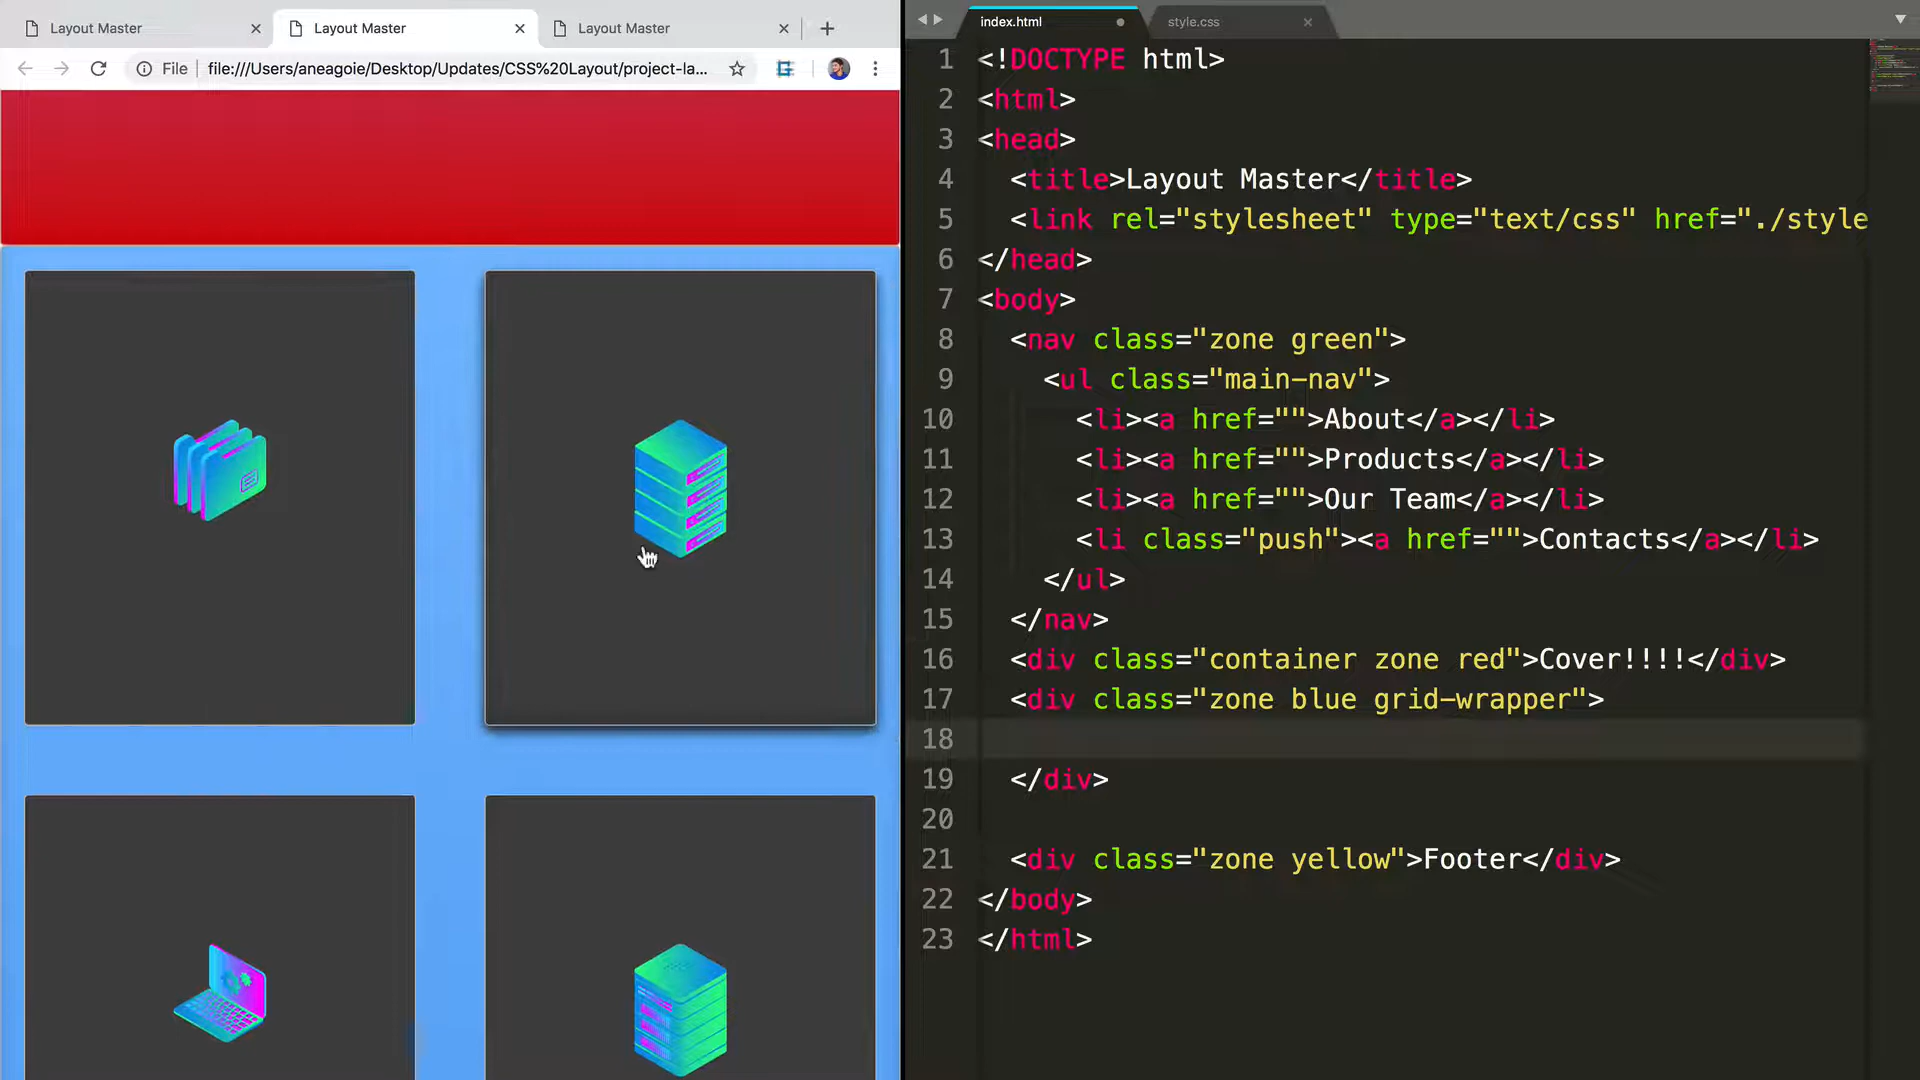 Layout Master
Layout Master
Layout Master
File
file:///Users/aneagoie/Desktop/Updates/CSS%20Layout/project-la...
index.html
style.css
1 <!DOCTYPE html>
2 <html>
3 <head>
4 <title>Layout Master</title>
5 <link rel="stylesheet" type="text/css" href="./style
6 </head>
7 <body>
8 <nav class="zone green">
9 <ul class="main-nav">
10 <li><a href="">About</a></li>
11 <li><a href="">Products</a></li>
12 <li><a href="">Our Team</a></li>
13 <li class="push"><a href="">Contacts</a></li>
14 </ul>
15 </nav>
16 <div class="container zone red">Cover!!!!</div>
17 <div class="zone blue grid-wrapper">
18
19 </div>
20
21 <div class="zone yellow">Footer</div>
22 </body>
23 </html>